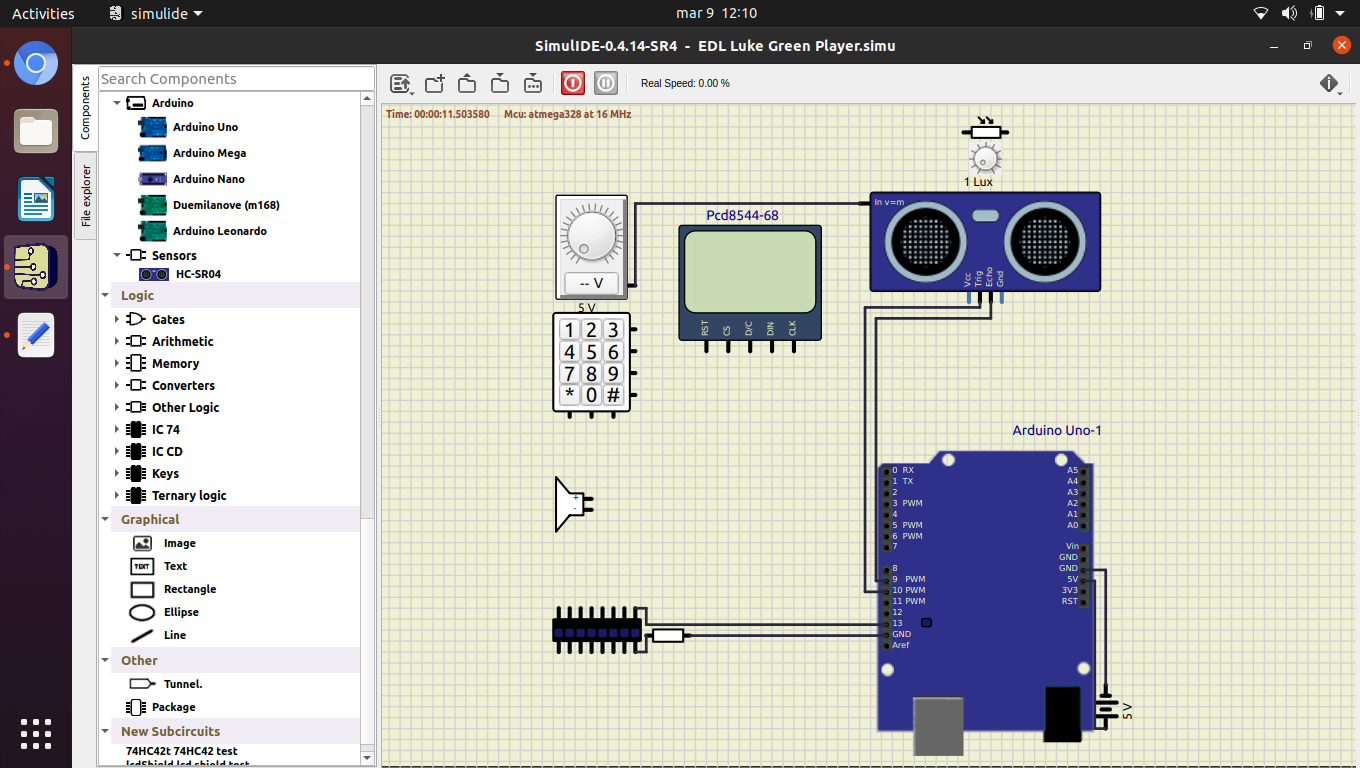 Activities
simulide
mar 9 12:10
SimulIDE-0.4.14-SR4 - EDL Luke Green Player.simu
Components
File explorer
Search Components
Arduino
Arduino Uno
Arduino Mega
Arduino Nano
Duemilanove (m168)
Arduino Leonardo
Sensors
HC-SR04
Logic
Gates
Arithmetic
Memory
Converters
Other Logic
IC 74
IC CD
Keys
Ternary logic
Graphical
Image
TEXT Text
Rectangle
Ellipse
Line
Other
Tunnel.
Package
New Subcircuits
74HC42t 74HC42 test
lcdShield lcd shield test
Real Speed: 0.00 %
Time: 00:00:11.503580 Mcu: atmega328 at 16 MHz
1 Lux
In v=m
Vcc
Trig
Echo
Gnd
-- V
5 V
Pcd8544-68
RST
CS
D/C
DIN
CLK
1 2 3
4 5 6
7 8 9
* 0 #
+
-
Arduino Uno-1
0 RX
1 TX
2
3 PWM
4
5 PWM
6 PWM
7
8
9 PWM
10 PWM
11 PWM
12
13
GND
Aref
A5
A4
A3
A2
A1
A0
Vin
GND
GND
5V
3V3
RST
5 V